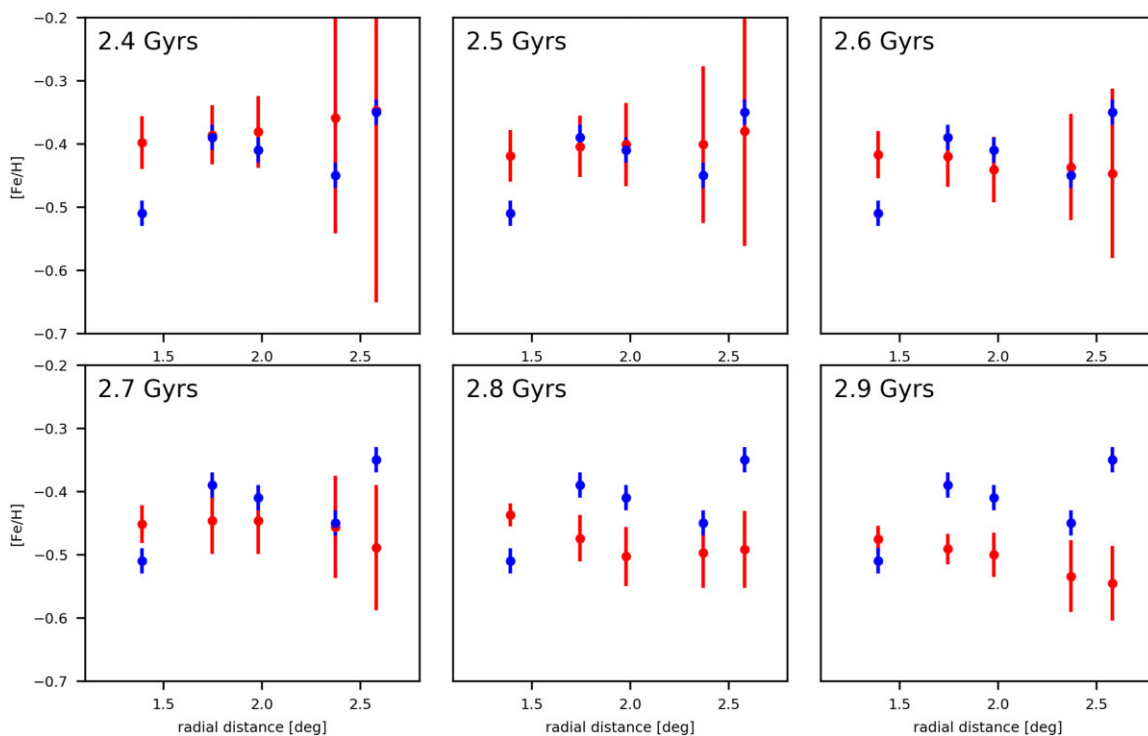 2.4 Gyrs
2.5 Gyrs
2.6 Gyrs
[Fe/H]
−0.2
−0.3
−0.4
−0.5
−0.6
−0.7
1.5 2.0 2.5
1.5 2.0 2.5
1.5 2.0 2.5
2.7 Gyrs
2.8 Gyrs
2.9 Gyrs
[Fe/H]
−0.2
−0.3
−0.4
−0.5
−0.6
−0.7
1.5 2.0 2.5
1.5 2.0 2.5
1.5 2.0 2.5
radial distance [deg]
radial distance [deg]
radial distance [deg]